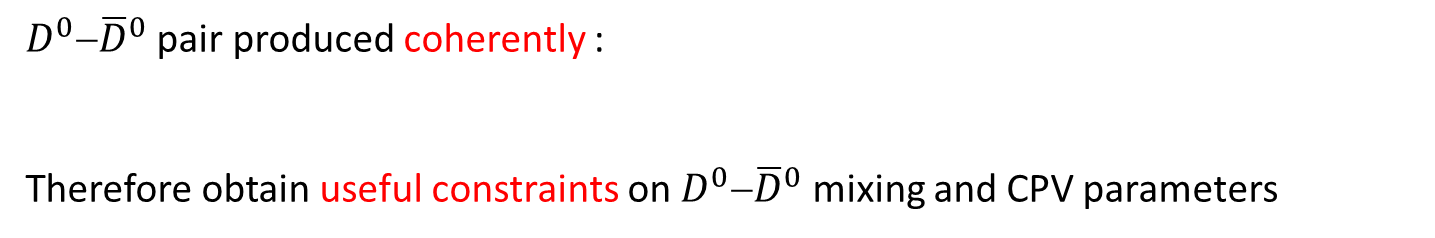 D⁰–D̅⁰ pair produced coherently :
Therefore obtain useful constraints on D⁰–D̅⁰ mixing and CPV parameters